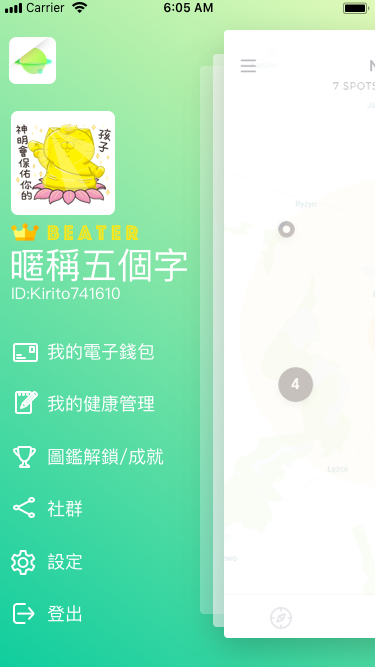 Carrier
6:05 AM
7 SPOTS
孩子
神明會保佑你的
BEATER
暱稱五個字
ID:Kirito741610
我的電子錢包
我的健康管理
圖鑑解鎖/成就
社群
設定
登出
4